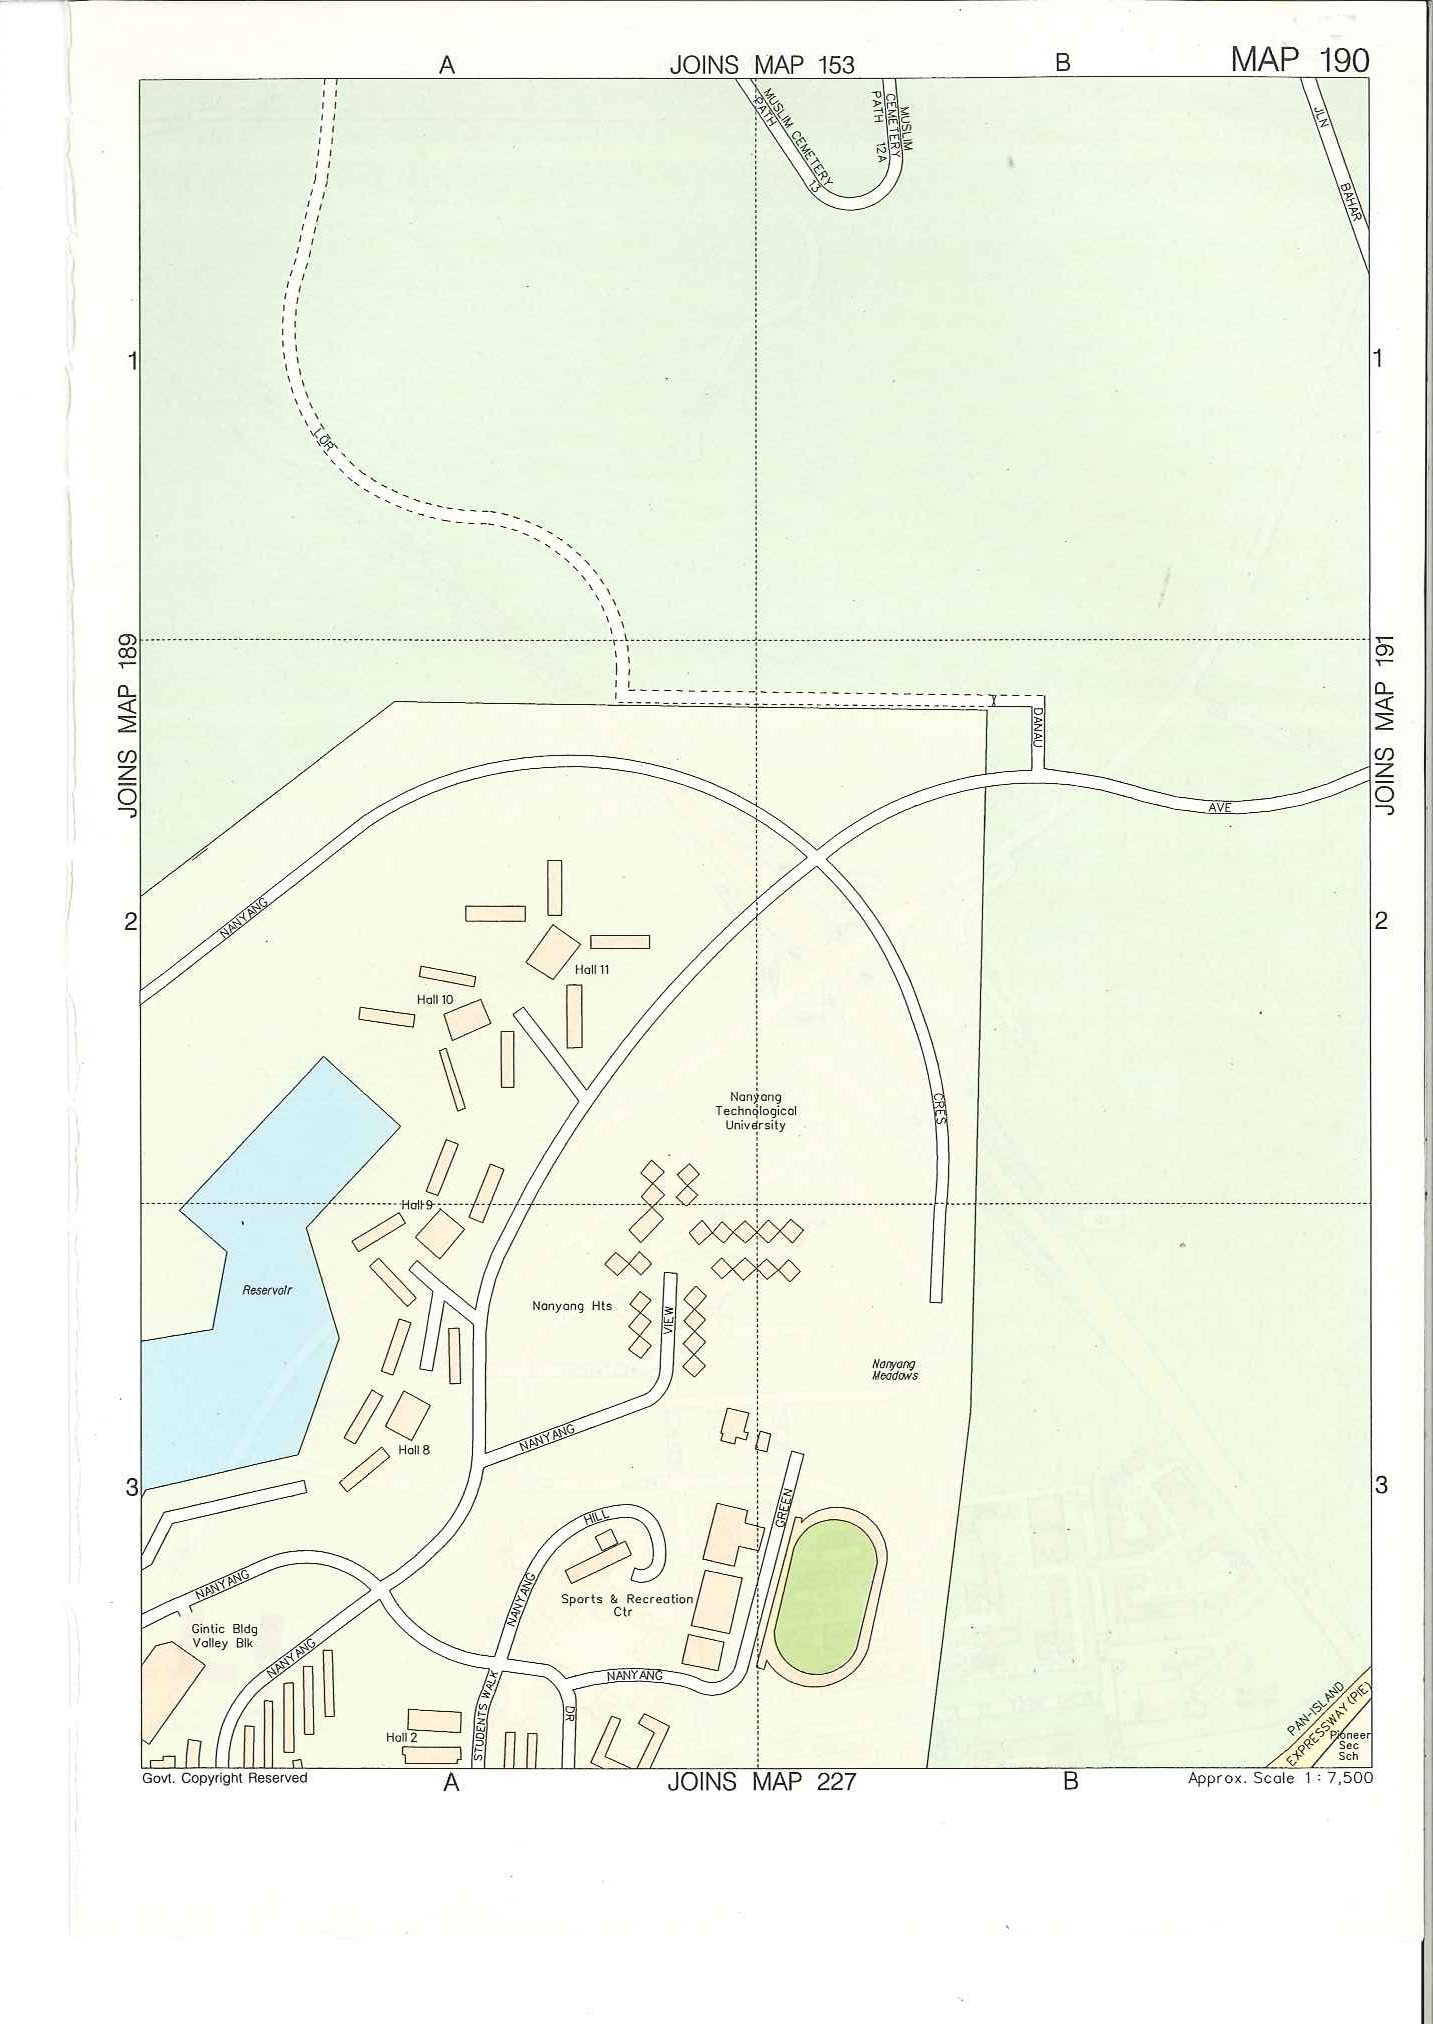 A
JOINS MAP 153
B
MAP 190
MUSLIM CEMETERY
PATH 13
MUSLIM
CEMETERY
PATH 12A
JLN BAHAR
1
1
LOR
JOINS MAP 189
JOINS MAP 191
DANAU
AVE
2
2
NANYANG
Hall 11
Hall 10
CRES
Nanyang
Technological
University
Hall 9
Reservoir
Nanyang Hts
VIEW
Nanyang
Meadows
NANYANG
Hall 8
3
3
GREEN
HILL
NANYANG
NANYANG
Sports & Recreation
Ctr
Gintic Bldg
Valley Blk
NANYANG
NANYANG
STUDENTS WALK
DR
Hall 2
PAN-ISLAND
EXPRESSWAY (PIE)
Pioneer
Sec
Sch
Govt. Copyright Reserved
A
JOINS MAP 227
B
Approx. Scale 1 : 7,500